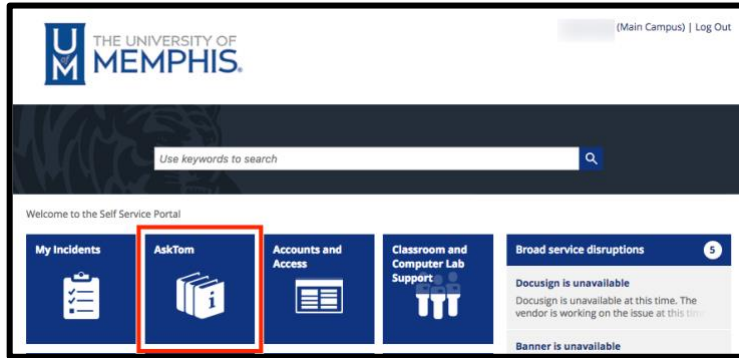 U
of
M
THE UNIVERSITY OF
MEMPHIS.
(Main Campus) | Log Out
Use keywords to search
Welcome to the Self Service Portal
My Incidents
AskTom
i
Accounts and
Access
Classroom and
Computer Lab
Support
Broad service disruptions 5
Docusign is unavailable
Docusign is unavailable at this time. The
vendor is working on the issue at this
Banner is unavailable